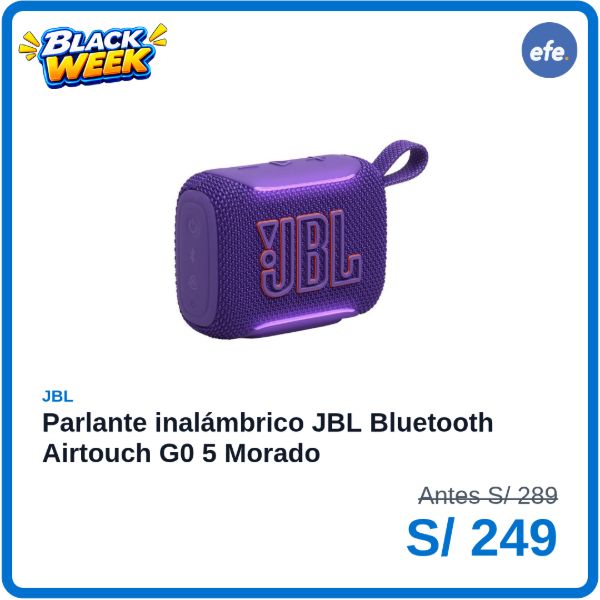 BLACK
WEEK
efe.
JBL
JBL
Parlante inalámbrico JBL Bluetooth
Airtouch G0 5 Morado
Antes S/ 289
S/ 249